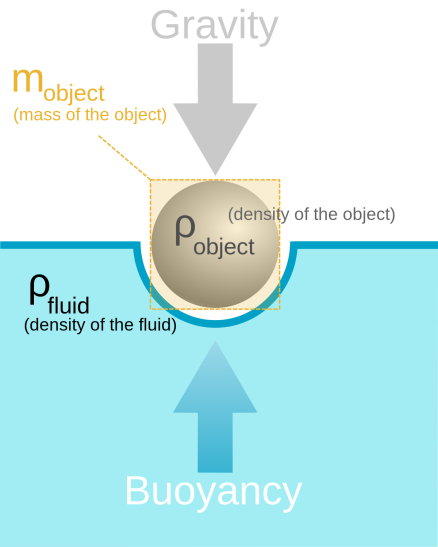 Gravity
mobject
(mass of the object)
(density of the object)
ρobject
ρfluid
(density of the fluid)
Buoyancy